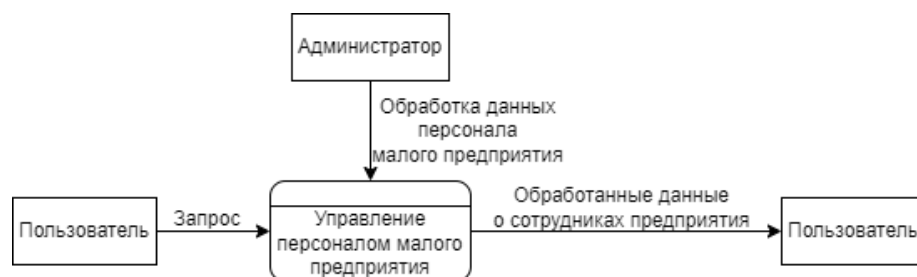 Администратор
Обработка данных
персонала
малого предприятия
Пользователь
Запрос
Управление
персоналом малого
предприятия
Обработанные данные
о сотрудниках предприятия
Пользователь